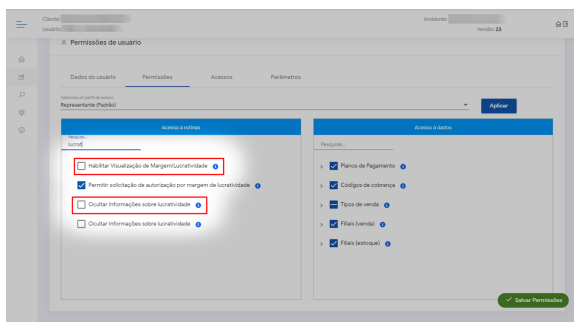 Cliente:
Usuário:
Ambiente:
Versão: 23
Permissões de usuário
Dados do usuário
Permissões
Acessos
Parâmetros
Selecione um perfil de acesso
Representante (Padrão)
Aplicar
Acesso à rotinas
Pesquise...
lucrati
Habilitar Visualização de Margem/Lucratividade
Permitir solicitação de autorização por margem de lucratividade
Ocultar informações sobre lucratividade
Ocultar informações sobre lucratividade
Acesso à dados
Pesquise...
Planos de Pagamento
Códigos de cobrança
Tipos de venda
Filiais (venda)
Filiais (estoque)
Salvar Permissões